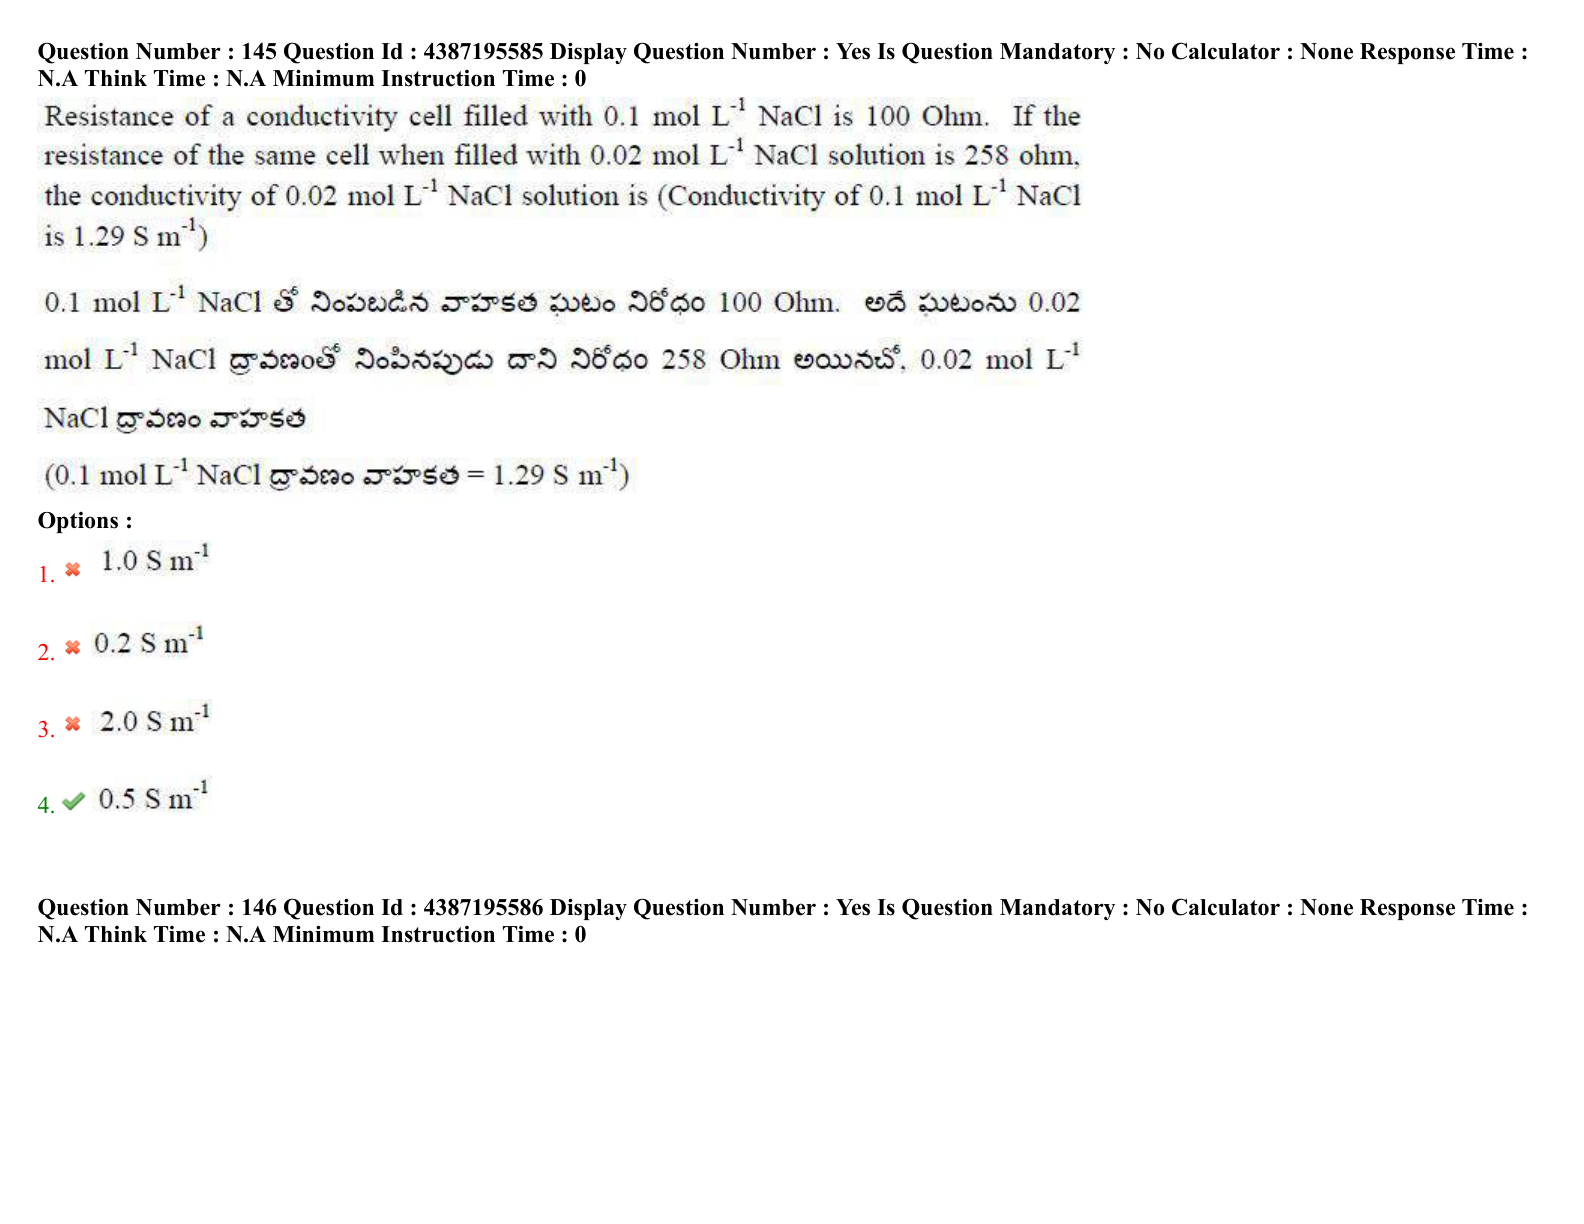 Question Number : 145 Question Id : 4387195585 Display Question Number : Yes Is Question Mandatory : No Calculator : None Response Time :
N.A Think Time : N.A Minimum Instruction Time : 0
Resistance of a conductivity cell filled with 0.1 mol L⁻¹ NaCl is 100 Ohm. If the
resistance of the same cell when filled with 0.02 mol L⁻¹ NaCl solution is 258 ohm,
the conductivity of 0.02 mol L⁻¹ NaCl solution is (Conductivity of 0.1 mol L⁻¹ NaCl
is 1.29 S m⁻¹)
0.1 mol L⁻¹ NaCl తో నింపబడిన వాహకత ఘటం నిరోధం 100 Ohm. అదే ఘటంను 0.02
mol L⁻¹ NaCl ద్రావణంతో నింపినపుడు దాని నిరోధం 258 Ohm అయినచో, 0.02 mol L⁻¹
NaCl ద్రావణం వాహకత
(0.1 mol L⁻¹ NaCl ద్రావణం వాహకత = 1.29 S m⁻¹)
Options :
1. ✖ 1.0 S m⁻¹
2. ✖ 0.2 S m⁻¹
3. ✖ 2.0 S m⁻¹
4. ✔ 0.5 S m⁻¹
Question Number : 146 Question Id : 4387195586 Display Question Number : Yes Is Question Mandatory : No Calculator : None Response Time :
N.A Think Time : N.A Minimum Instruction Time : 0